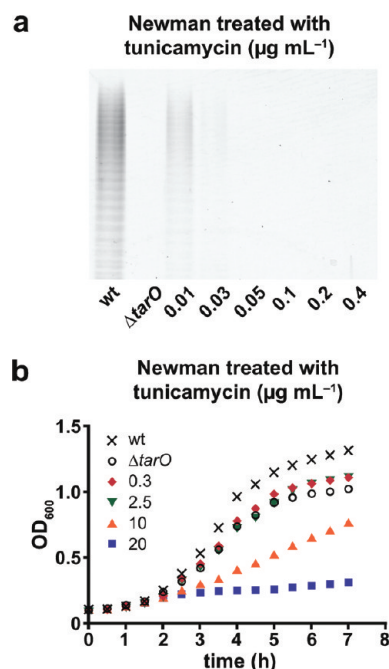 a
Newman treated with
tunicamycin (µg mL⁻¹)
wt ΔtarO 0.01 0.03 0.05 0.1 0.2 0.4
b
Newman treated with
tunicamycin (µg mL⁻¹)
wt
ΔtarO
0.3
2.5
10
20
1.5
1.0
0.5
0.0
OD₆₀₀
0 1 2 3 4 5 6 7 8
time (h)